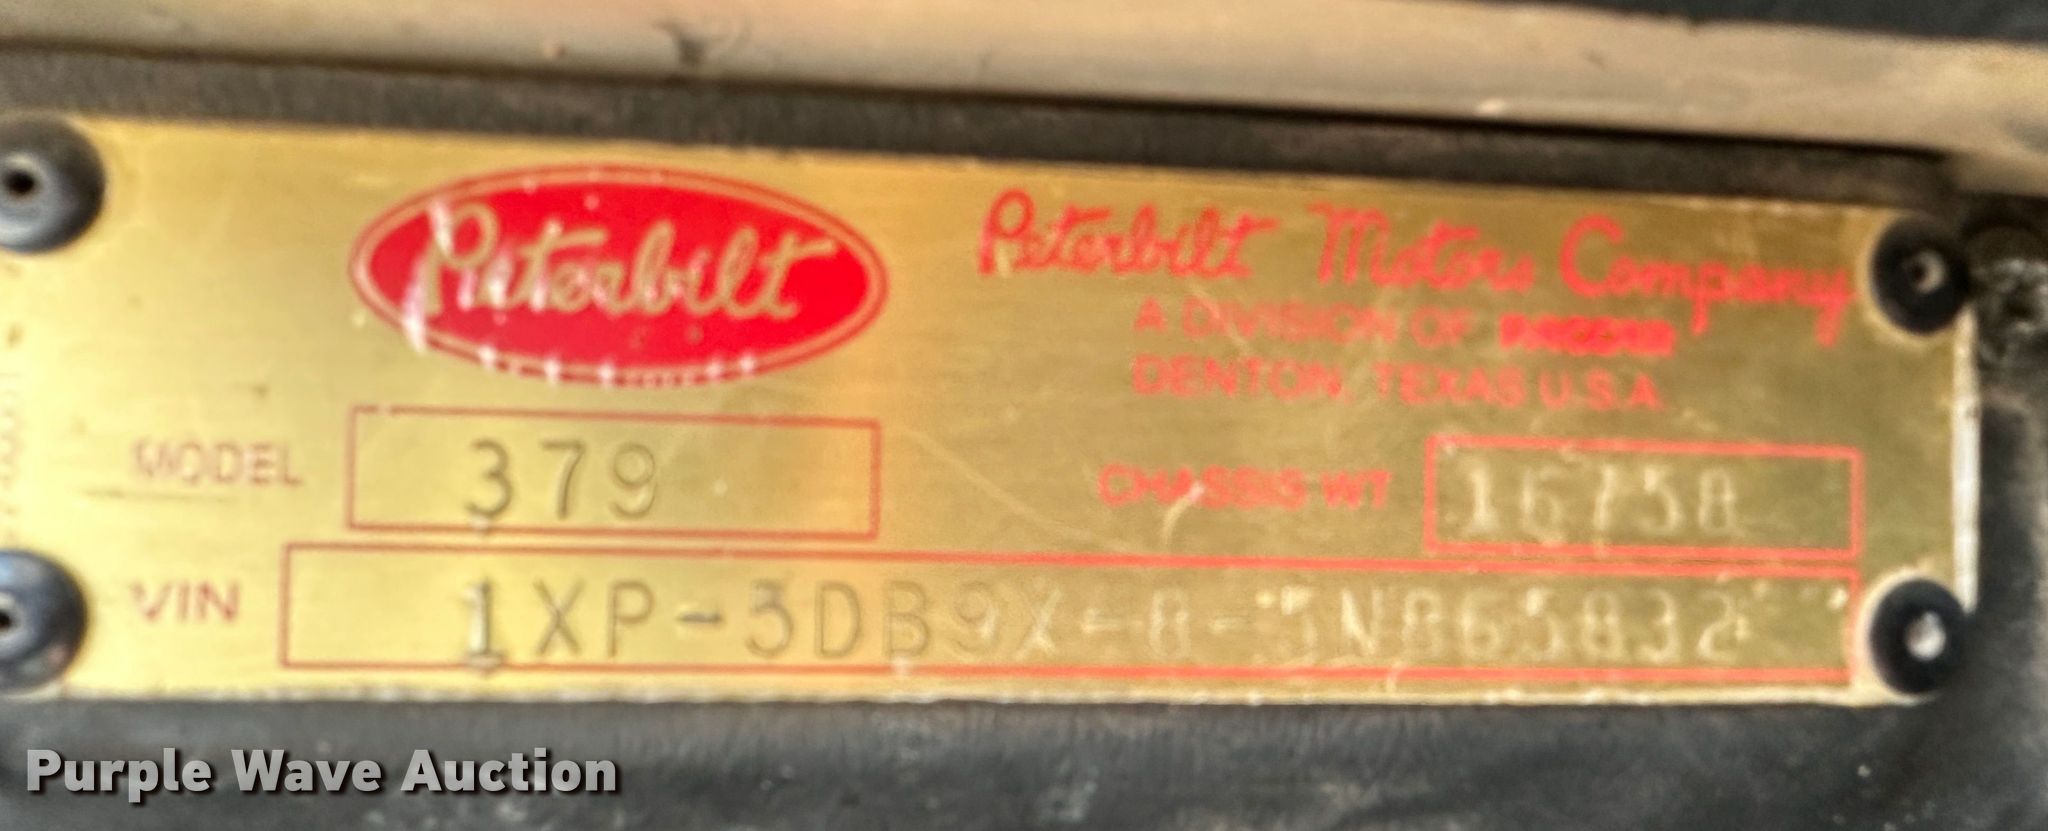 Peterbilt
Peterbilt Motors Company
A DIVISION OF PACCAR
DENTON, TEXAS U.S.A.
MODEL 379
CHASSIS WT 16758
VIN 1XP-5DB9X-8-5N865832
Purple Wave Auction